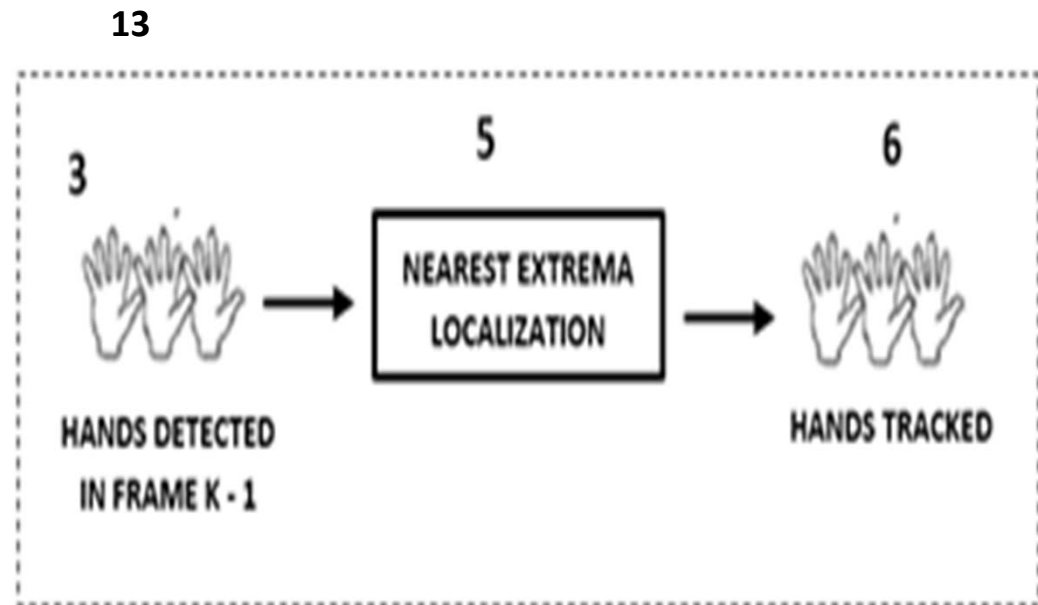 13
3
5
6
NEAREST EXTREMA
LOCALIZATION
HANDS DETECTED
IN FRAME K - 1
HANDS TRACKED